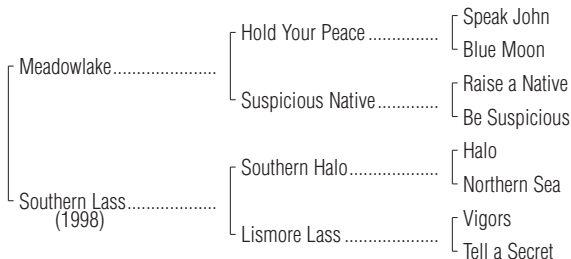 Speak John
Hold Your Peace ...............
Blue Moon
Meadowlake......................
Raise a Native
Suspicious Native.............
Be Suspicious
Halo
Southern Halo...................
Northern Sea
Southern Lass...................
(1998)
Vigors
Lismore Lass ....................
Tell a Secret